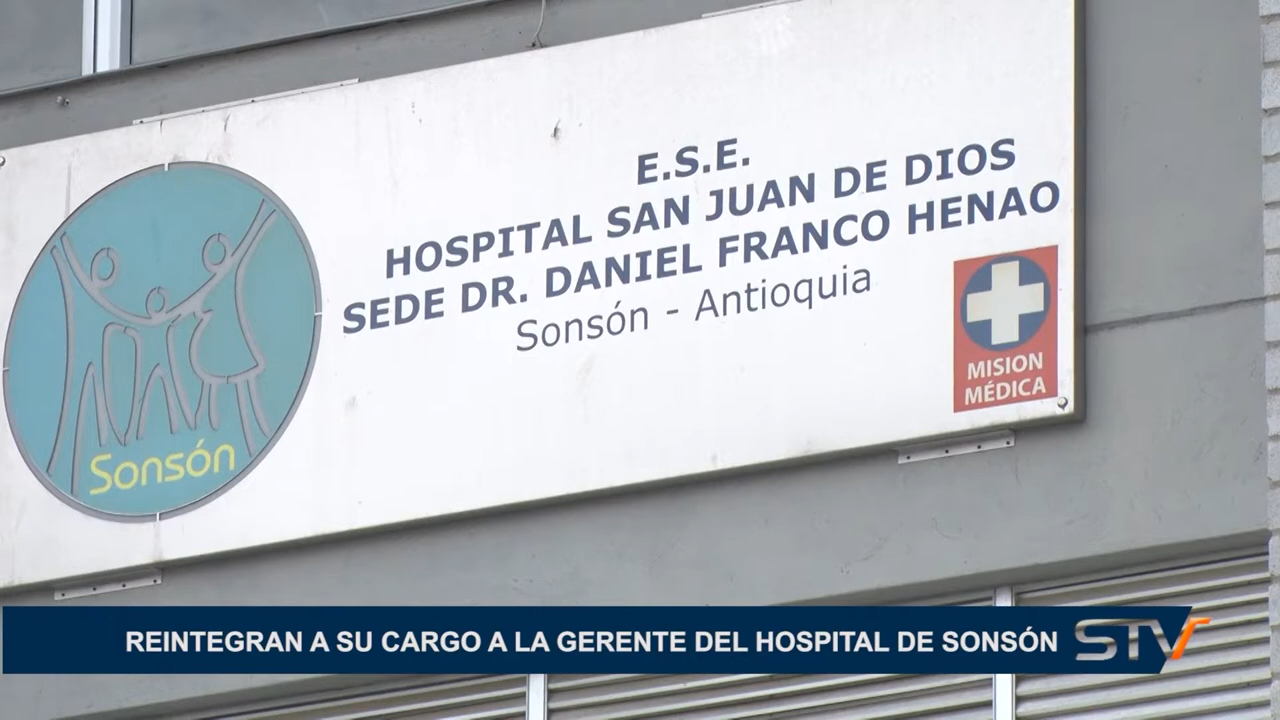 E.S.E.
HOSPITAL SAN JUAN DE DIOS
SEDE DR. DANIEL FRANCO HENAO
Sonsón - Antioquia
Sonsón
MISION
MÉDICA
REINTEGRAN A SU CARGO A LA GERENTE DEL HOSPITAL DE SONSÓN
STV